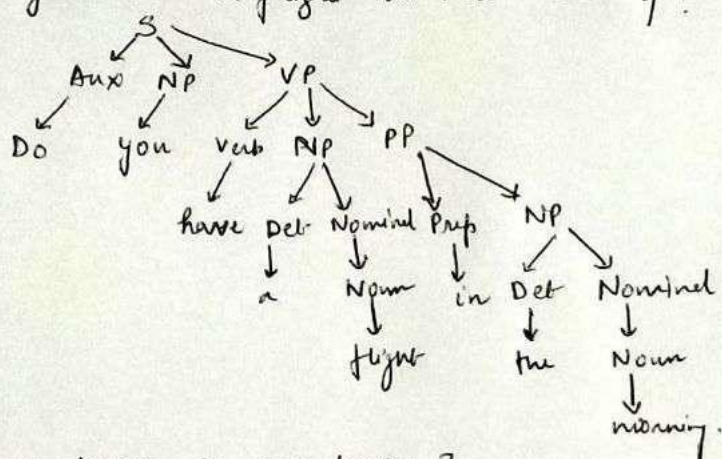 S
Aux NP VP
Do you Verb NP PP
have Det Nominal Prep NP
a Noun in Det Nominal
flight the Noun
morning.